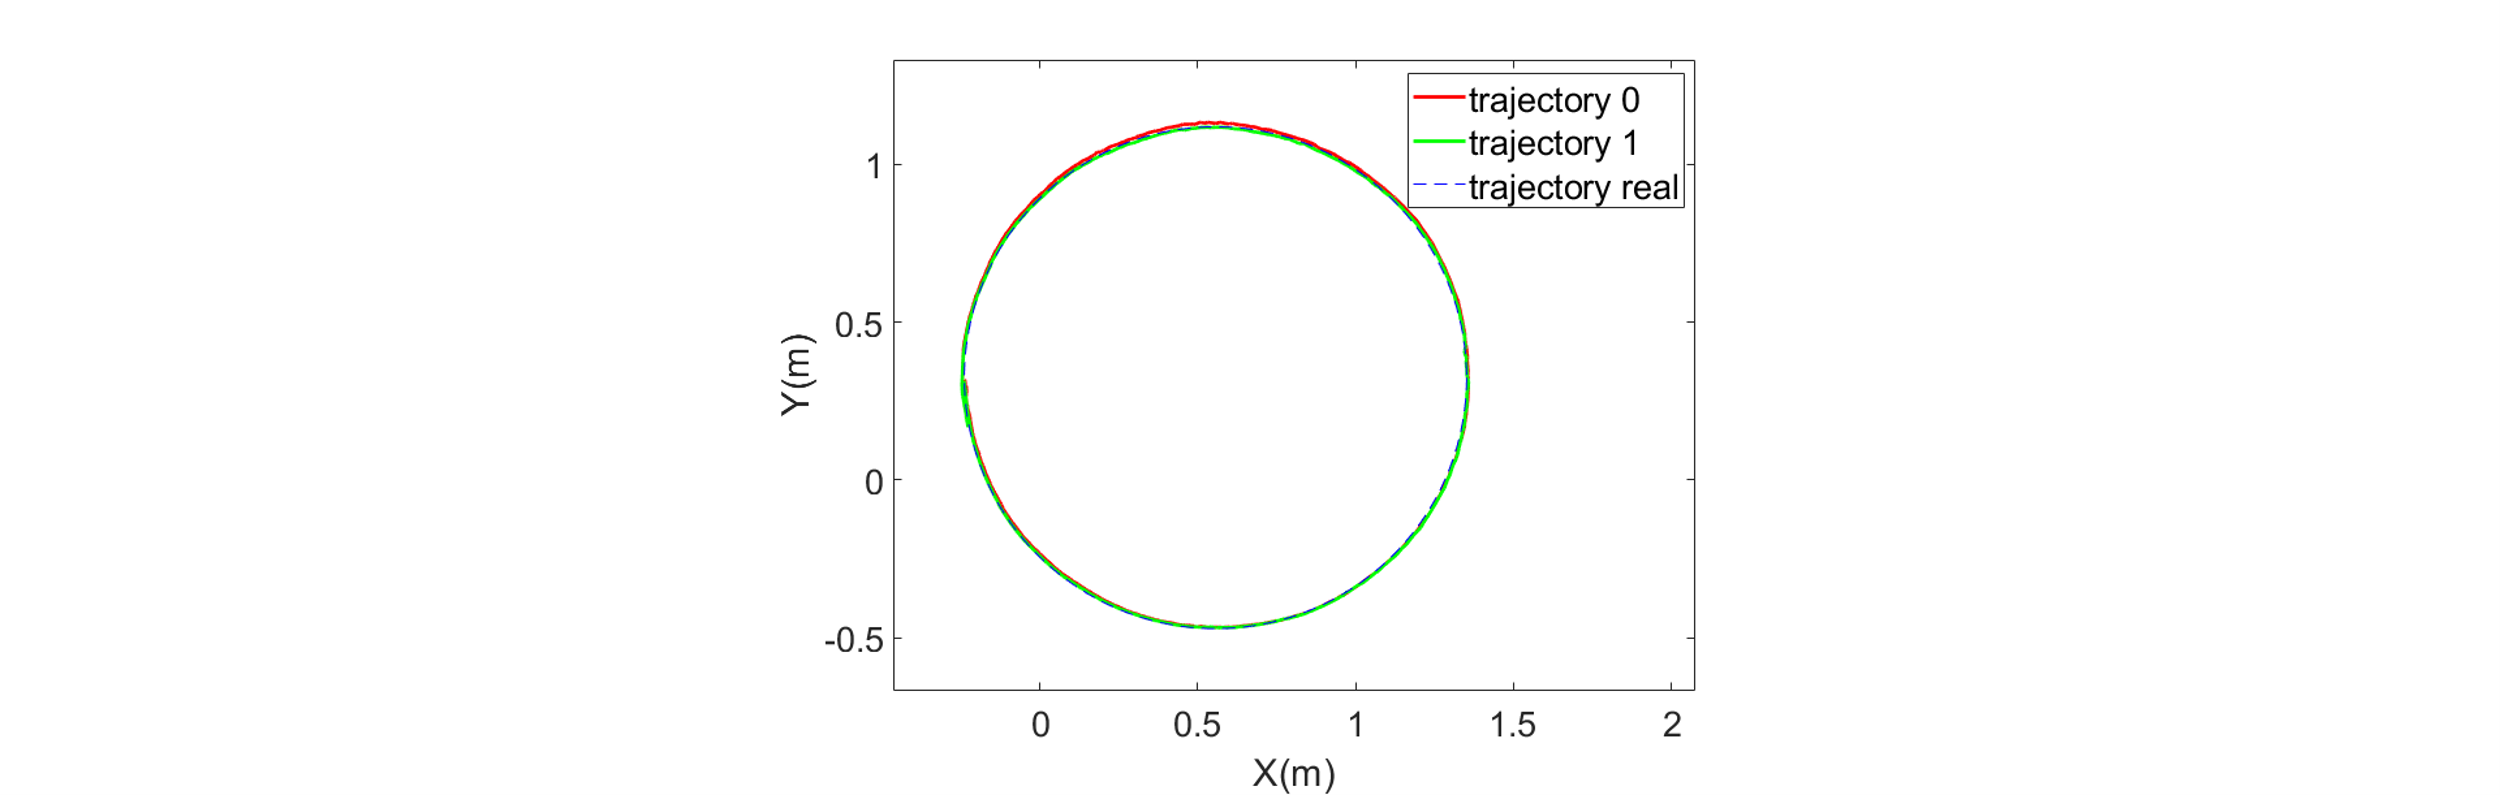 trajectory 0
trajectory 1
trajectory real
1
0.5
0
-0.5
Y(m)
0 0.5 1 1.5 2
X(m)